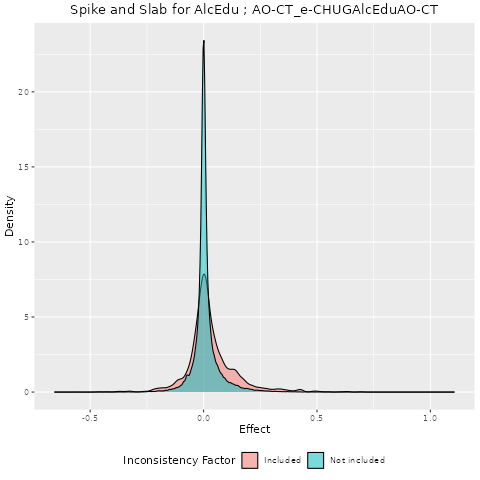 Spike and Slab for AlcEdu ; AO-CT_e-CHUGAlcEduAO-CT
Density
20
15
10
5
0
-0.5 0.0 0.5 1.0
Effect
Inconsistency Factor Included Not included